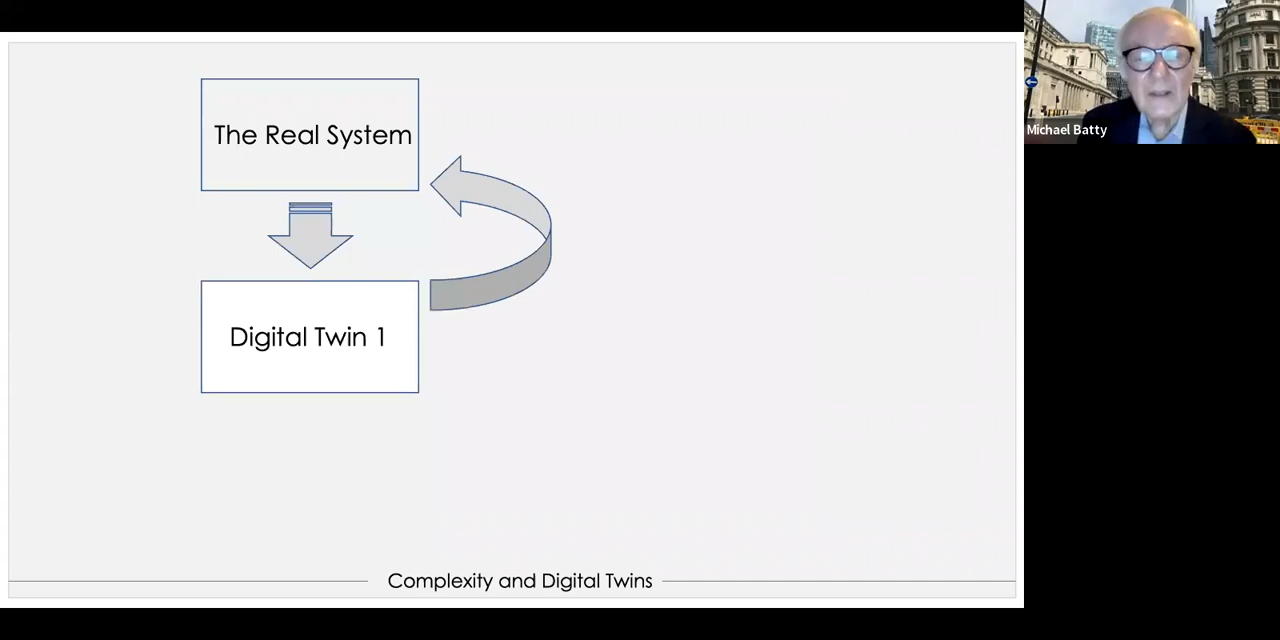 The Real System
Michael Batty
Digital Twin 1
Complexity and Digital Twins